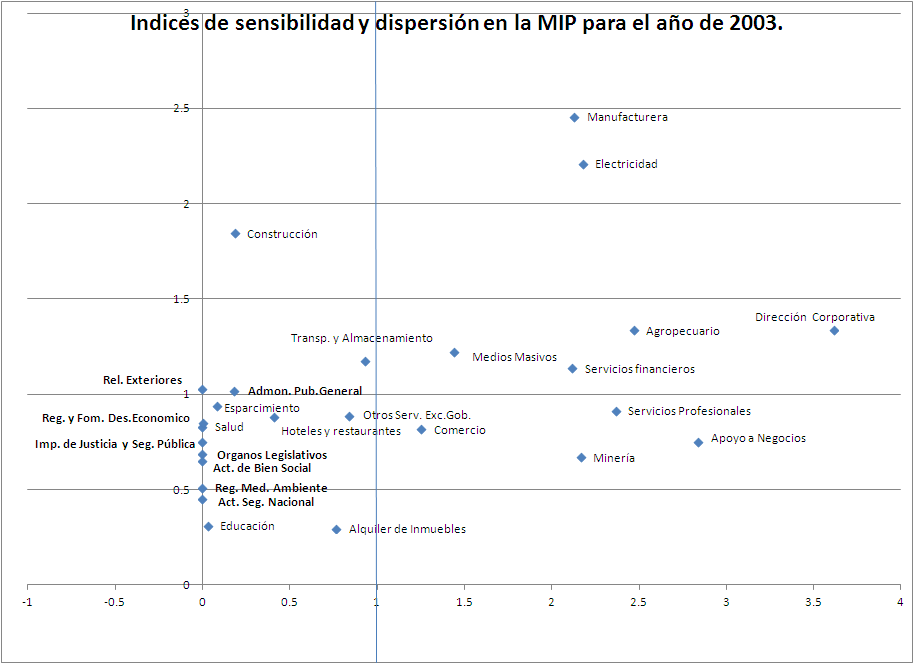 Indices de sensibilidad y dispersión en la MIP para el año de 2003.
3
2.5
Manufacturera
Electricidad
2
Construcción
1.5
Dirección Corporativa
Agropecuario
Transp. y Almacenamiento
Medios Masivos
Servicios financieros
Rel. Exteriores
1
Admon. Pub.General
Esparcimiento
Reg. y Fom. Des.Economico
Salud
Otros Serv. Exc.Gob.
Servicios Profesionales
Hoteles y restaurantes
Comercio
Apoyo a Negocios
Imp. de Justicia y Seg. Pública
Organos Legislativos
Minería
Act. de Bien Social
0.5
Reg. Med. Ambiente
Act. Seg. Nacional
Educación
Alquiler de Inmuebles
0
-1 -0.5 0 0.5 1 1.5 2 2.5 3 3.5 4